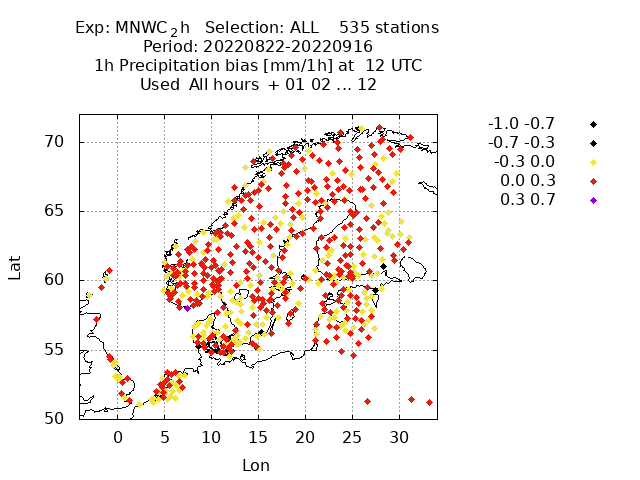 Exp: MNWC2h Selection: ALL 535 stations
Period: 20220822-20220916
1h Precipitation bias [mm/1h] at 12 UTC
Used All hours + 01 02 ... 12
-1.0 -0.7
-0.7 -0.3
-0.3 0.0
0.0 0.3
0.3 0.7
70
65
60
55
50
Lat
0 5 10 15 20 25 30
Lon